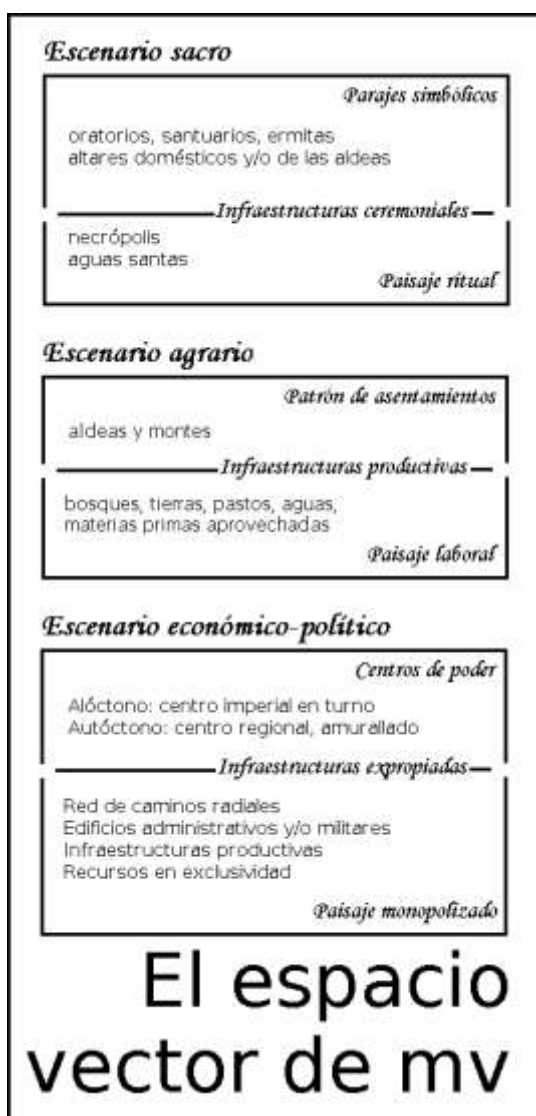 Escenario sacro
Parajes simbólicos
oratorios, santuarios, ermitas
altares domésticos y/o de las aldeas
Infraestructuras ceremoniales
necrópolis
aguas santas
Paisaje ritual
Escenario agrario
Patrón de asentamientos
aldeas y montes
Infraestructuras productivas
bosques, tierras, pastos, aguas,
materias primas aprovechadas
Paisaje laboral
Escenario económico-político
Centros de poder
Alóctono: centro imperial en turno
Autóctono: centro regional, amurallado
Infraestructuras expropiadas
Red de caminos radiales
Edificios administrativos y/o militares
Infraestructuras productivas
Recursos en exclusividad
Paisaje monopolizado
El espacio
vector de mv